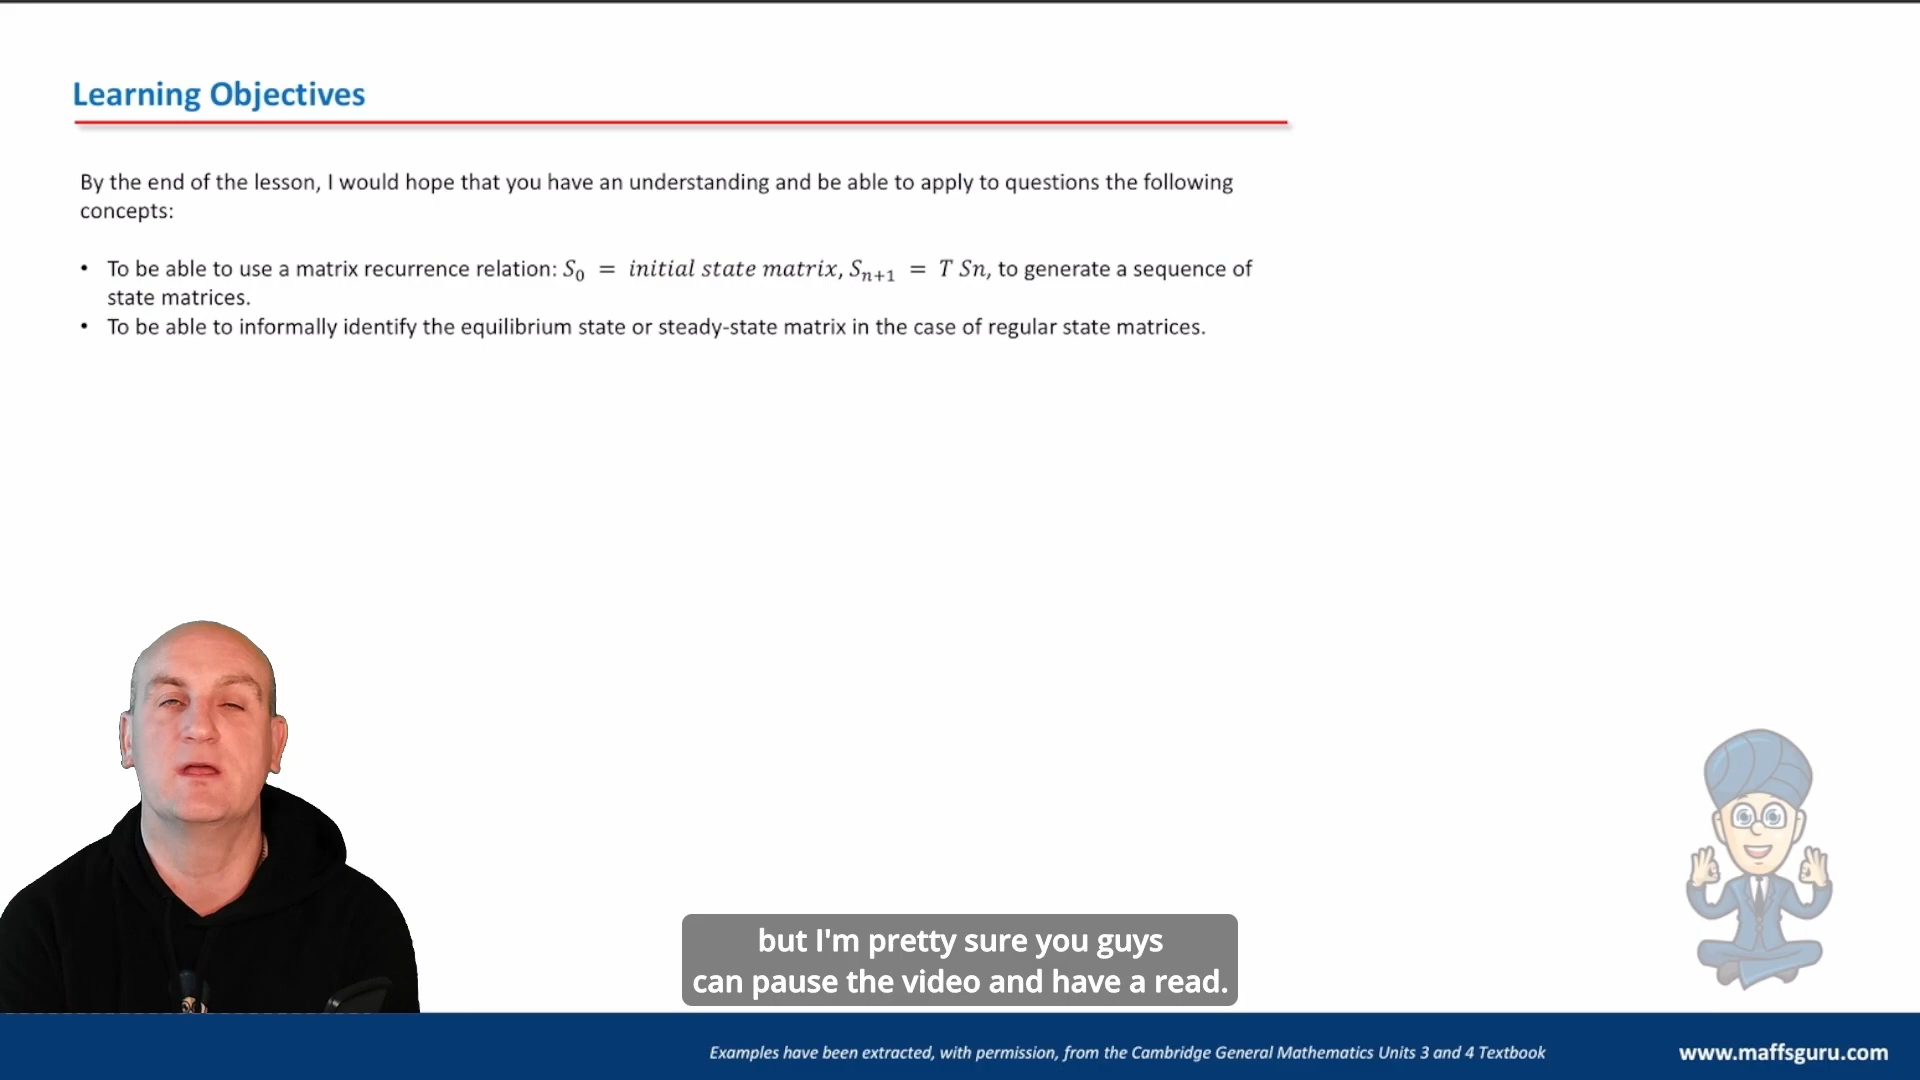 Learning Objectives
By the end of the lesson, I would hope that you have an understanding and be able to apply to questions the following
concepts:
• To be able to use a matrix recurrence relation: S₀ = initial state matrix, Sₙ₊₁ = T Sn, to generate a sequence of
state matrices.
• To be able to informally identify the equilibrium state or steady-state matrix in the case of regular state matrices.
but I'm pretty sure you guys
can pause the video and have a read.
Examples have been extracted, with permission, from the Cambridge General Mathematics Units 3 and 4 Textbook
www.maffsguru.com